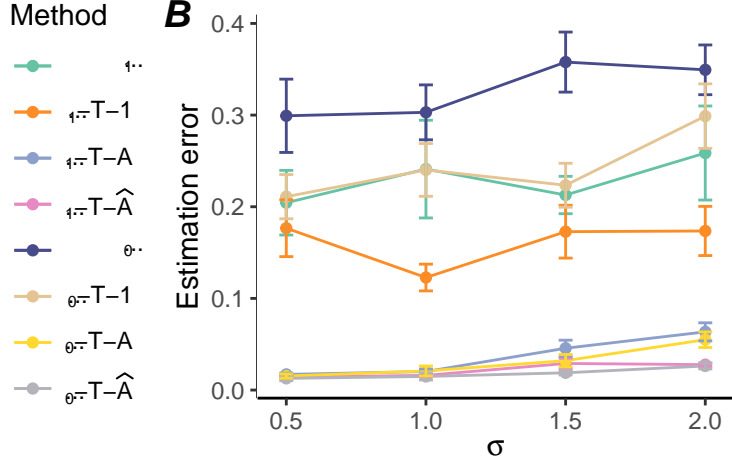 Method
T−1
T−A
T−Â
T−1
T−A
T−Â
B
Estimation error
0.4
0.3
0.2
0.1
0.0
0.5 1.0 1.5 2.0
σ